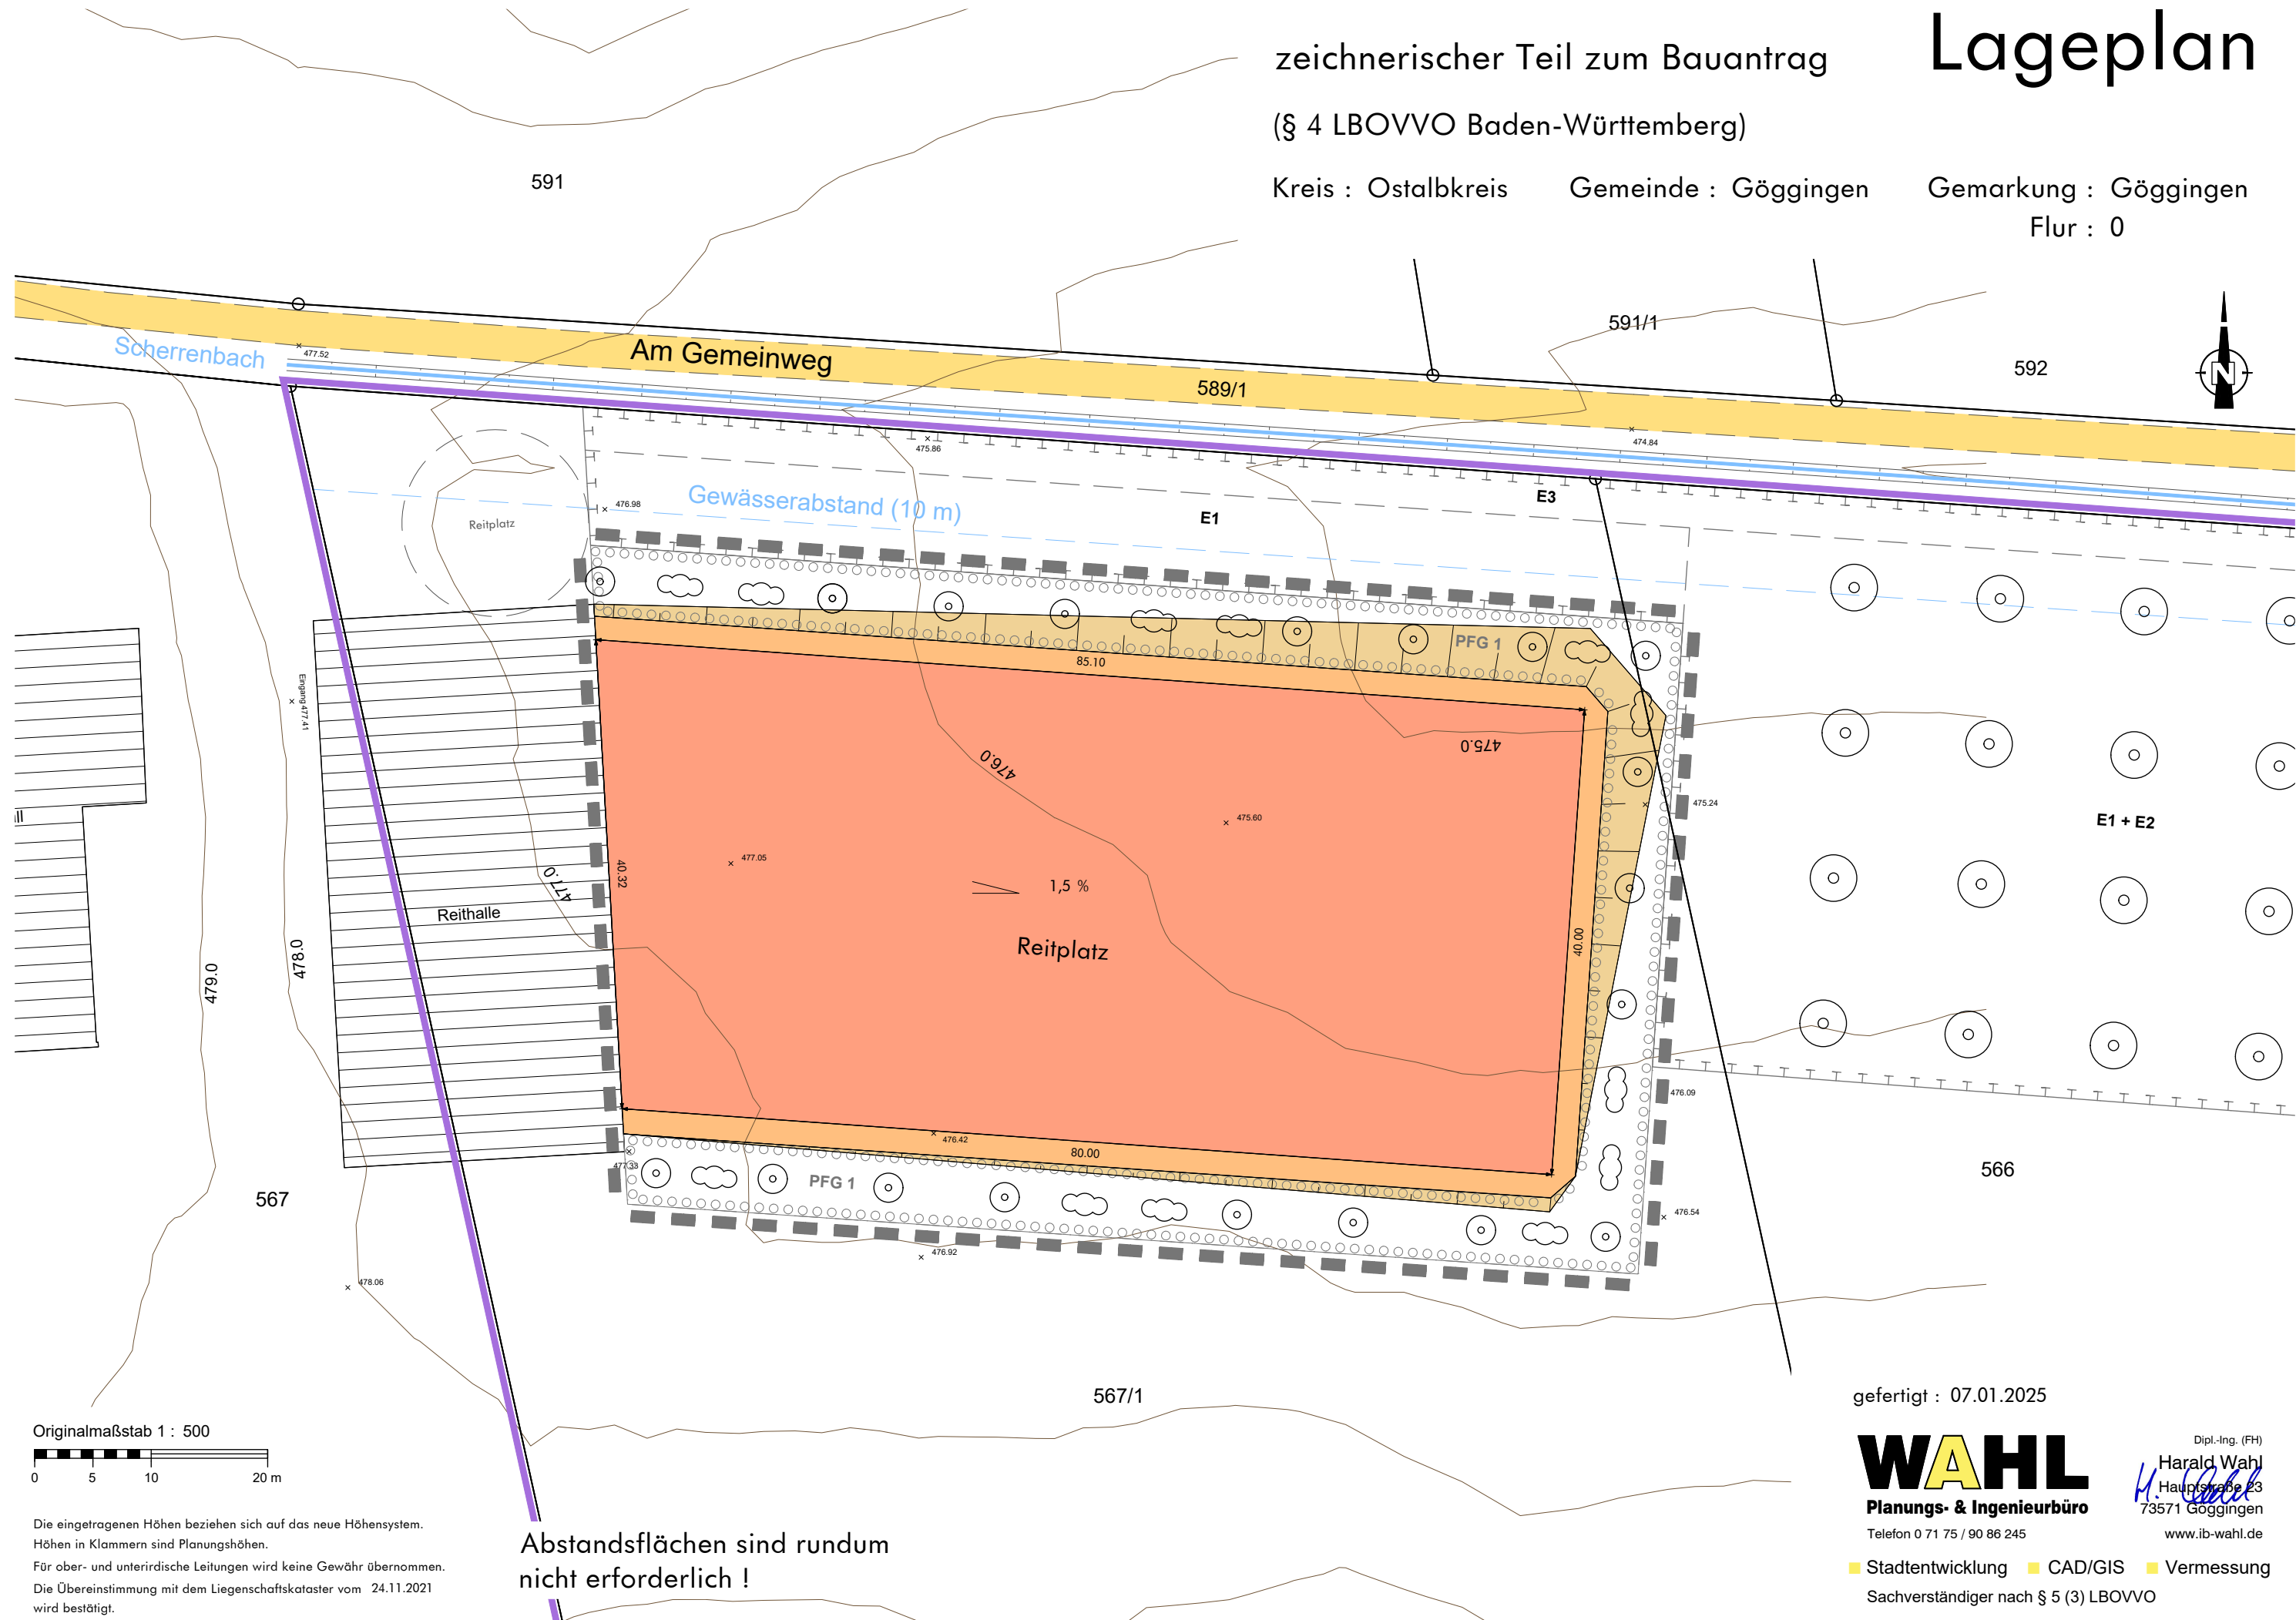 Lageplan
zeichnerischer Teil zum Bauantrag
(§ 4 LBOVVO Baden-Württemberg)
Kreis : Ostalbkreis Gemeinde : Göggingen Gemarkung : Göggingen
Flur : 0
591
591/1
592
N
Scherrenbach
477.52
Am Gemeinweg
589/1
474.84
475.86
Gewässerabstand (10 m)
476.98
Reitplatz
E1
E3
PFG 1
85.10
Eingang 477.41
476.0
475.0
475.60
475.24
E1 + E2
477.05
40.32
477.0
1,5 %
Reithalle
Reitplatz
40.00
479.0
478.0
476.09
476.42
80.00
477.33
PFG 1
566
567
476.54
476.92
478.06
567/1
gefertigt : 07.01.2025
Originalmaßstab 1 : 500
0 5 10 20 m
WAHL
Planungs- & Ingenieurbüro
Telefon 0 71 75 / 90 86 245
Dipl.-Ing. (FH)
Harald Wahl
Hauptstraße 23
73571 Göggingen
www.ib-wahl.de
Stadtentwicklung CAD/GIS Vermessung
Sachverständiger nach § 5 (3) LBOVVO
Die eingetragenen Höhen beziehen sich auf das neue Höhensystem.
Höhen in Klammern sind Planungshöhen.
Für ober- und unterirdische Leitungen wird keine Gewähr übernommen.
Die Übereinstimmung mit dem Liegenschaftskataster vom 24.11.2021
wird bestätigt.
Abstandsflächen sind rundum
nicht erforderlich !